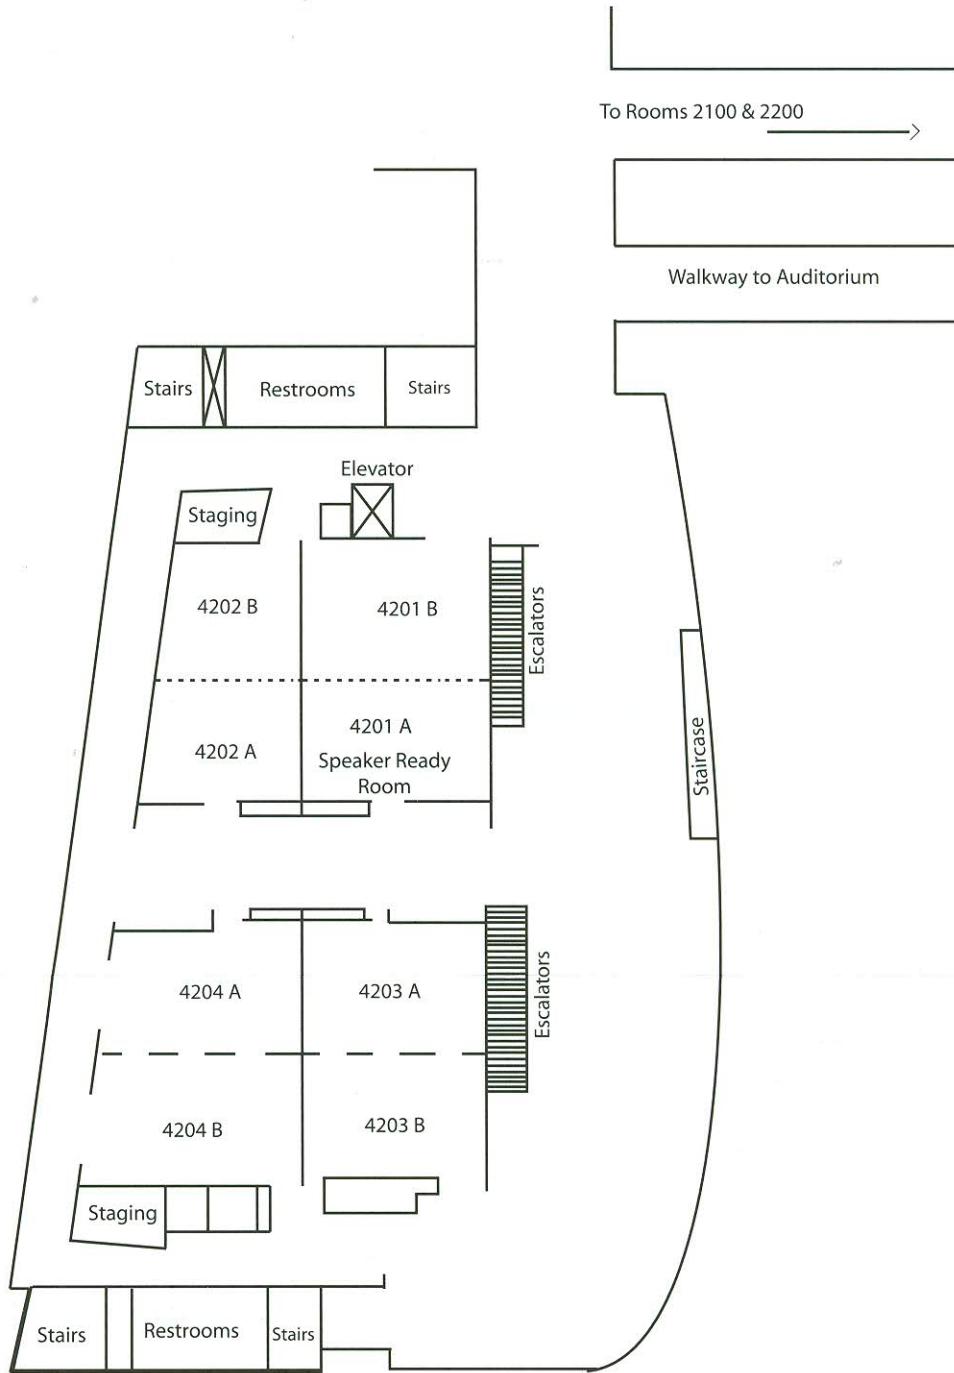 To Rooms 2100 & 2200
Walkway to Auditorium
Stairs
Restrooms
Stairs
Elevator
Staging
4202 B
4201 B
Escalators
4202 A
4201 A
Speaker Ready
Room
Staircase
4204 A
4203 A
Escalators
4204 B
4203 B
Staging
Stairs
Restrooms
Stairs